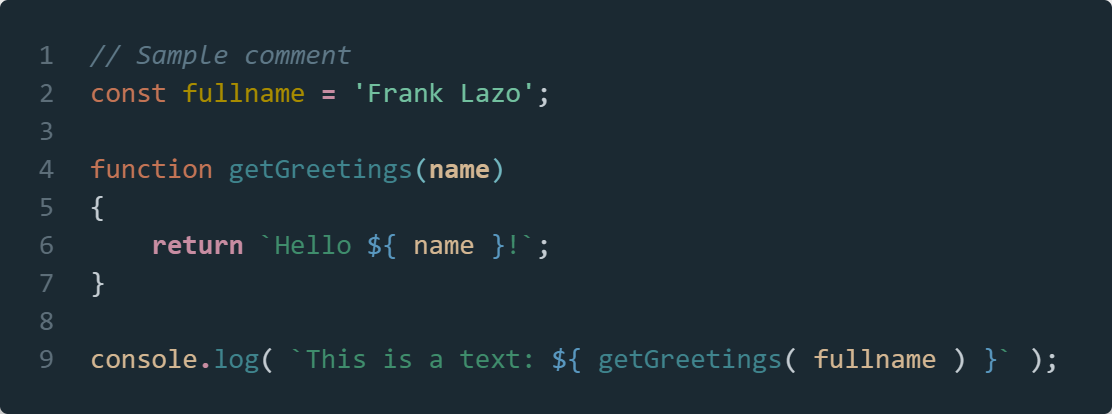 1 // Sample comment
2 const fullname = 'Frank Lazo';
3
4 function getGreetings(name)
5 {
6     return `Hello ${ name }!`;
7 }
8
9 console.log( `This is a text: ${ getGreetings( fullname ) }` );